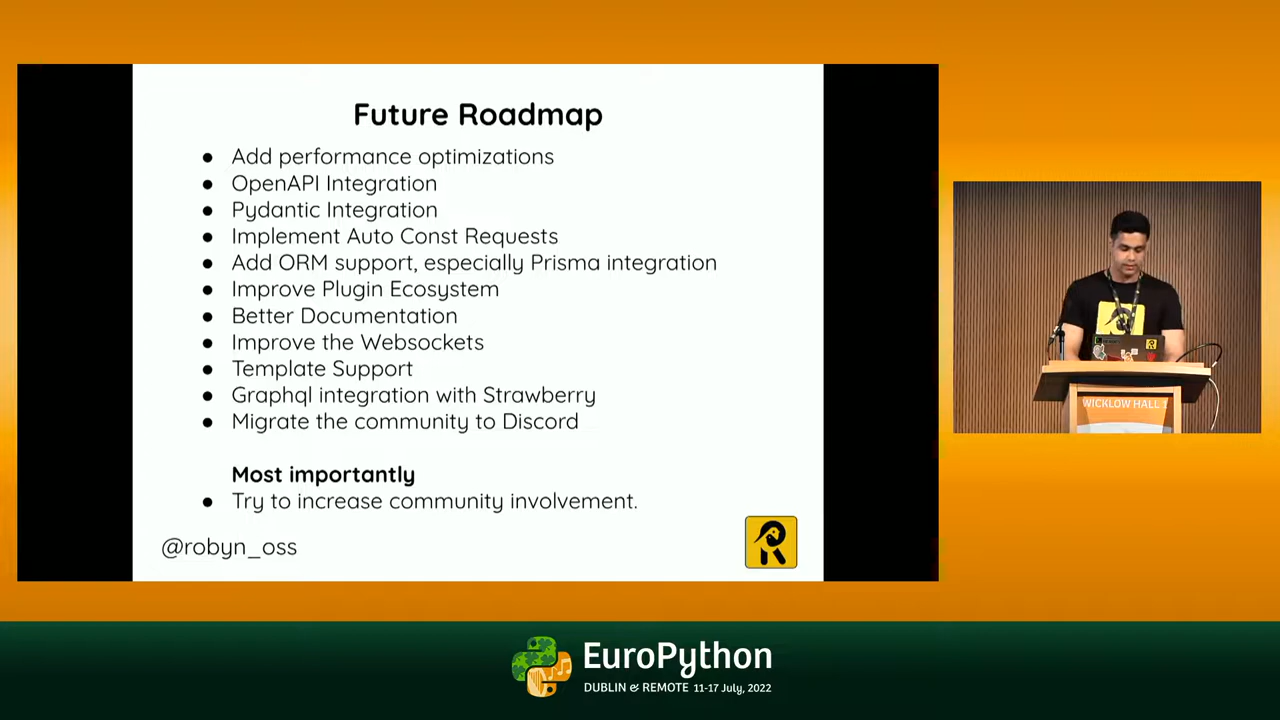 Future Roadmap
● Add performance optimizations
● OpenAPI Integration
● Pydantic Integration
● Implement Auto Const Requests
● Add ORM support, especially Prisma integration
● Improve Plugin Ecosystem
● Better Documentation
● Improve the Websockets
● Template Support
● Graphql integration with Strawberry
● Migrate the community to Discord
Most importantly
● Try to increase community involvement.
@robyn_oss
R
WICKLOW HALL 1
EuroPython
DUBLIN & REMOTE 11-17 July, 2022